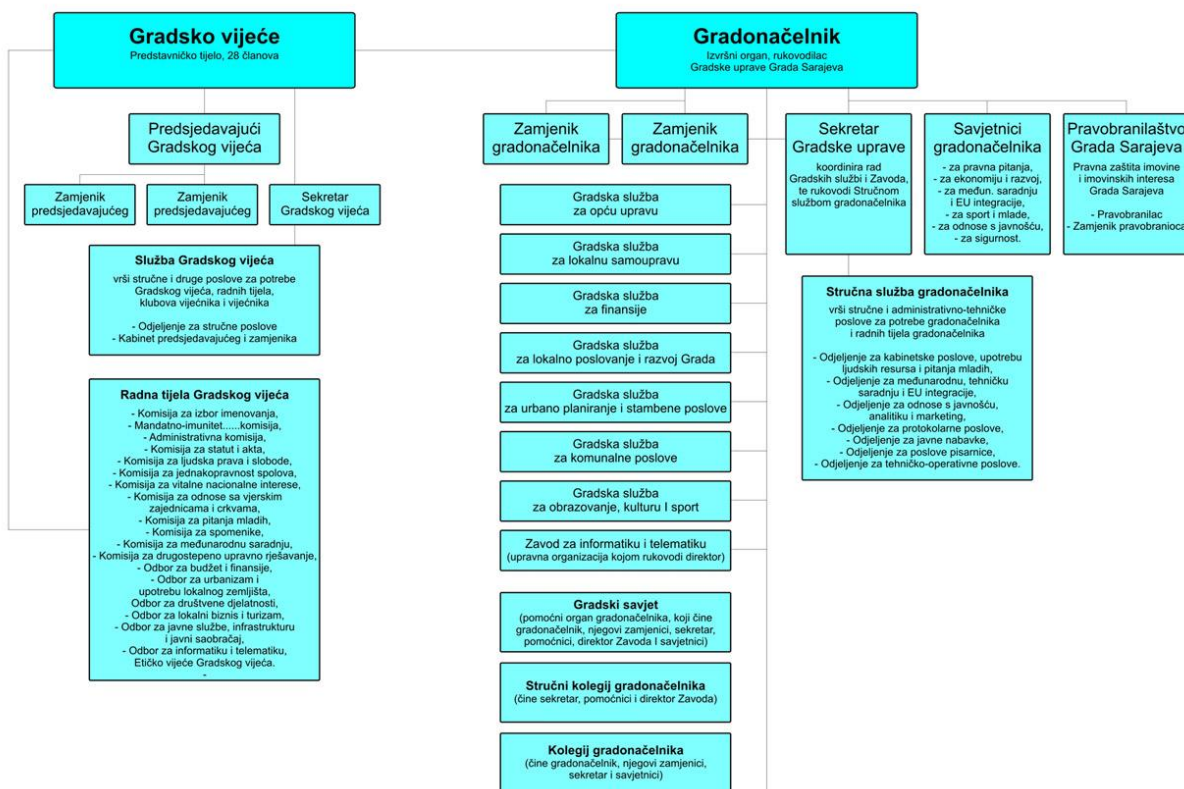 Gradsko vijeće
Predstavničko tijelo, 28 članova
Gradonačelnik
Izvršni organ, rukovodilac
Gradske uprave Grada Sarajeva
Predsjedavajući
Gradskog vijeća
Zamjenik
predsjedavajućeg
Zamjenik
predsjedavajućeg
Sekretar
Gradskog vijeća
Služba Gradskog vijeća
vrši stručne i druge poslove za potrebe
Gradskog vijeća, radnih tijela,
klubova vijećnika i vijećnika
- Odjeljenje za stručne poslove
- Kabinet predsjedavajućeg i zamjenika
Radna tijela Gradskog vijeća
- Komisija za izbor imenovanja,
- Mandatno-imunitet......komisija,
- Administrativna komisija,
- Komisija za statut i akta,
- Komisija za ljudska prava i slobode,
- Komisija za jednakopravnost spolova,
- Komisija za vitalne nacionalne interese,
- Komisija za odnose sa vjerskim
zajednicama i crkvama,
- Komisija za pitanja mladih,
- Komisija za spomenike,
- Komisija za međunarodnu saradnju,
- Komisija za drugostepeno upravno rješavanje,
- Odbor za budžet i finansije,
- Odbor za urbanizam i
upotrebu lokalnog zemljišta,
Odbor za društvene djelatnosti,
- Odbor za lokalni biznis i turizam,
- Odbor za javne službe, infrastrukturu
i javni saobraćaj,
- Odbor za informatiku i telematiku,
Etičko vijeće Gradskog vijeća.
-
Zamjenik
gradonačelnika
Zamjenik
gradonačelnika
Sekretar
Gradske uprave
koordinira rad
Gradskih službi i Zavoda,
te rukovodi Stručnom
službom gradonačelnika
Savjetnici
gradonačelnika
- za pravna pitanja,
- za ekonomiju i razvoj,
- za međun. saradnju
i EU integracije,
- za sport i mlade,
- za odnose s javnošću,
- za sigurnost.
Pravobranilaštvo
Grada Sarajeva
Pravna zaštita imovine
i imovinskih interesa
Grada Sarajeva
- Pravobranilac
- Zamjenik pravobranioca
Gradska služba
za opću upravu
Gradska služba
za lokalnu samoupravu
Gradska služba
za finansije
Gradska služba
za lokalno poslovanje i razvoj Grada
Gradska služba
za urbano planiranje i stambene poslove
Gradska služba
za komunalne poslove
Gradska služba
za obrazovanje, kulturu I sport
Zavod za informatiku i telematiku
(upravna organizacija kojom rukovodi direktor)
Gradski savjet
(pomoćni organ gradonačelnika, koji čine
gradonačelnik, njegovi zamjenici, sekretar,
pomoćnici, direktor Zavoda I savjetnici)
Stručni kolegij gradonačelnika
(čine sekretar, pomoćnici i direktor Zavoda)
Kolegij gradonačelnika
(čine gradonačelnik, njegovi zamjenici,
sekretar i savjetnici)
Stručna služba gradonačelnika
vrši stručne i administrativno-tehničke
poslove za potrebe gradonačelnika
i radnih tijela gradonačelnika
- Odjeljenje za kabinetske poslove, upotrebu
ljudskih resursa i pitanja mladih,
- Odjeljenje za međunarodnu, tehničku
saradnju i EU integracije,
- Odjeljenje za odnose s javnošću,
analitiku i marketing,
- Odjeljenje za protokolarne poslove,
- Odjeljenje za javne nabavke,
- Odjeljenje za poslove pisarnice,
- Odjeljenje za tehničko-operativne poslove.